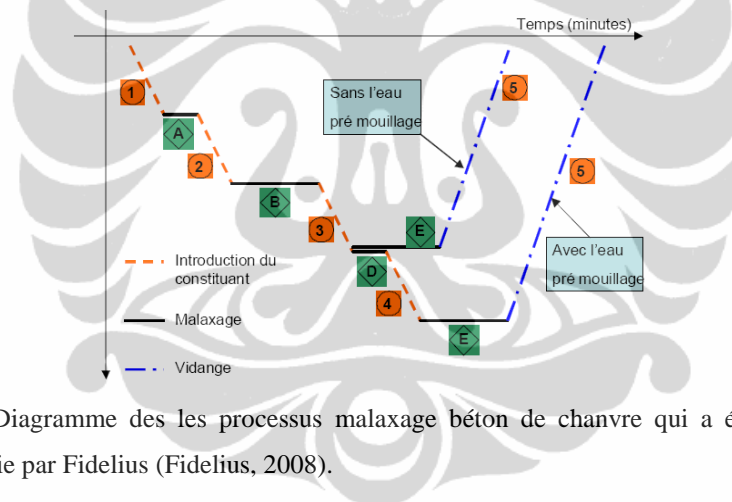 Temps (minutes)
1
A
2
B
3
E
D
4
E
5
5
Sans l'eau
pré mouillage
Avec l'eau
pré mouillage
Introduction du
constituant
Malaxage
Vidange
Diagramme des les processus malaxage béton de chanvre qui a é
ie par Fidelius (Fidelius, 2008).